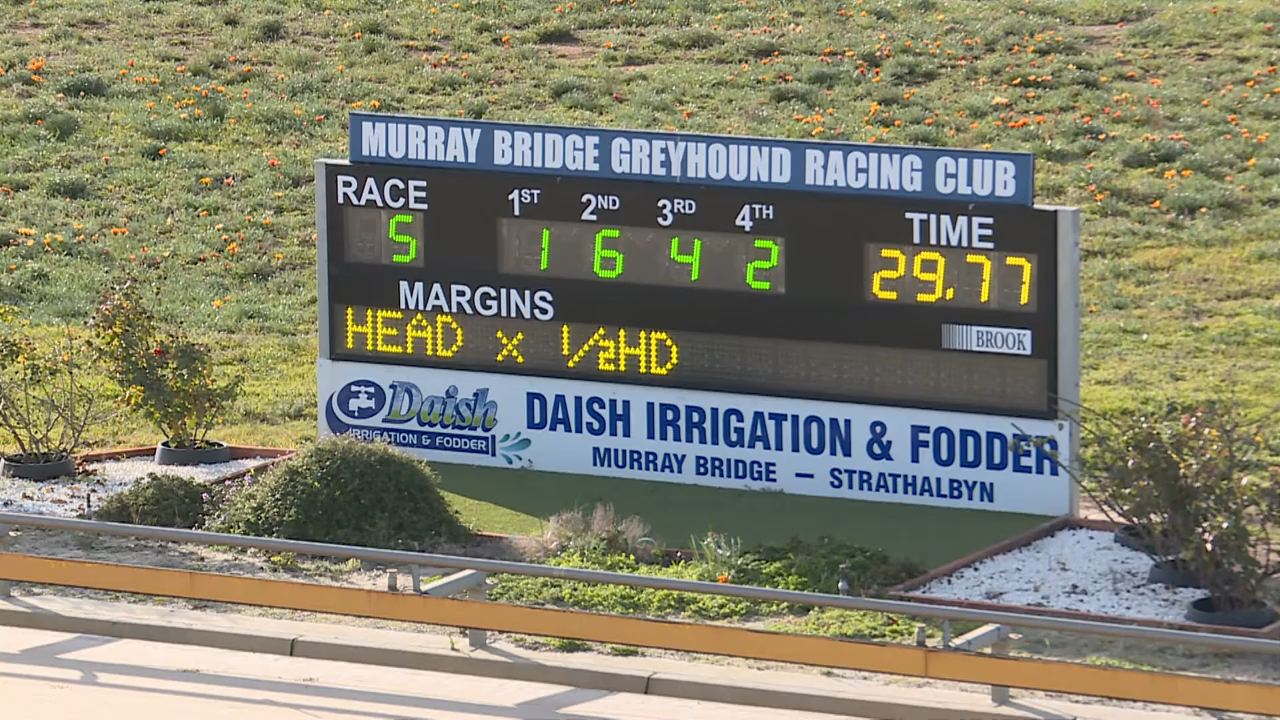 MURRAY BRIDGE GREYHOUND RACING CLUB
RACE 1ST 2ND 3RD 4TH TIME
5 1 6 4 2 29.77
MARGINS
HEAD x 1/2HD
BROOK
Daish
IRRIGATION & FODDER
DAISH IRRIGATION & FODDER
MURRAY BRIDGE – STRATHALBYN